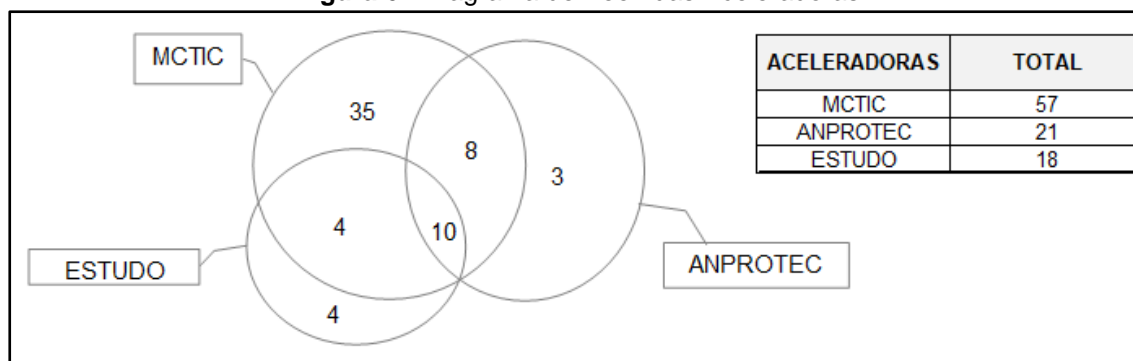 MCTIC
35
8
3
4
10
4
ESTUDO
ANPROTEC
ACELERADORAS TOTAL
MCTIC 57
ANPROTEC 21
ESTUDO 18